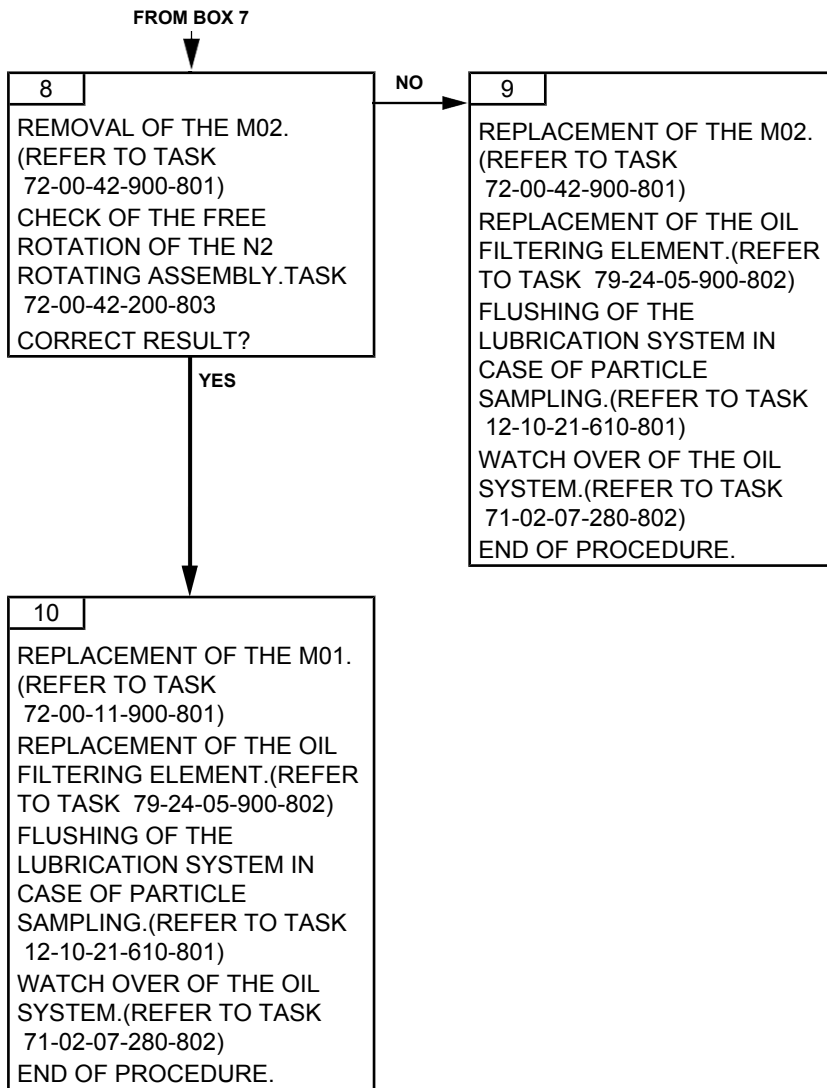 FROM BOX 7
8
REMOVAL OF THE M02.
(REFER TO TASK
72-00-42-900-801)
CHECK OF THE FREE
ROTATION OF THE N2
ROTATING ASSEMBLY.TASK
72-00-42-200-803
CORRECT RESULT?
NO
9
REPLACEMENT OF THE M02.
(REFER TO TASK
72-00-42-900-801)
REPLACEMENT OF THE OIL
FILTERING ELEMENT.(REFER
TO TASK 79-24-05-900-802)
FLUSHING OF THE
LUBRICATION SYSTEM IN
CASE OF PARTICLE
SAMPLING.(REFER TO TASK
12-10-21-610-801)
WATCH OVER OF THE OIL
SYSTEM.(REFER TO TASK
71-02-07-280-802)
END OF PROCEDURE.
YES
10
REPLACEMENT OF THE M01.
(REFER TO TASK
72-00-11-900-801)
REPLACEMENT OF THE OIL
FILTERING ELEMENT.(REFER
TO TASK 79-24-05-900-802)
FLUSHING OF THE
LUBRICATION SYSTEM IN
CASE OF PARTICLE
SAMPLING.(REFER TO TASK
12-10-21-610-801)
WATCH OVER OF THE OIL
SYSTEM.(REFER TO TASK
71-02-07-280-802)
END OF PROCEDURE.